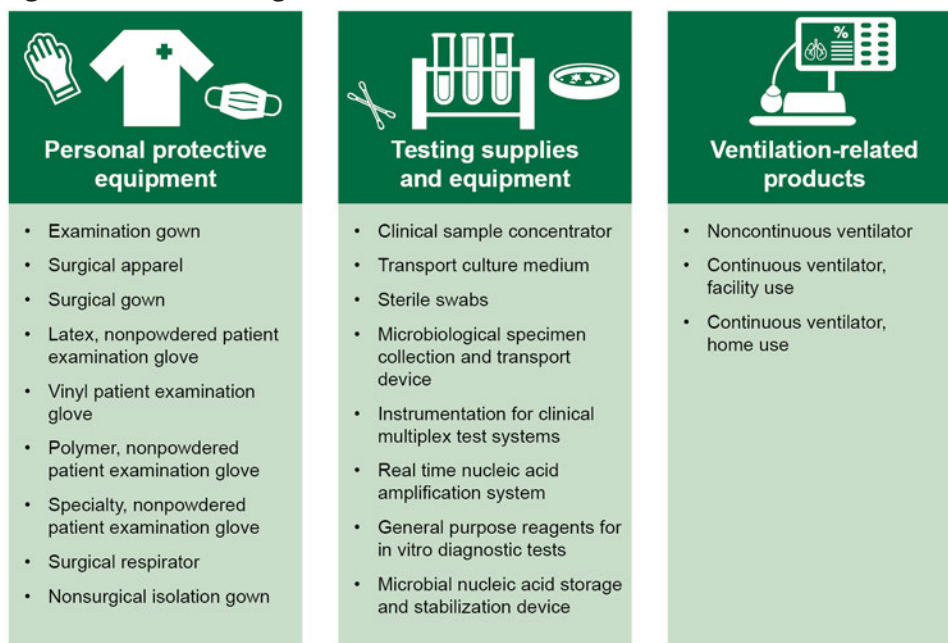 Personal protective
equipment
• Examination gown
• Surgical apparel
• Surgical gown
• Latex, nonpowdered patient
examination glove
• Vinyl patient examination
glove
• Polymer, nonpowdered
patient examination glove
• Specialty, nonpowdered
patient examination glove
• Surgical respirator
• Nonsurgical isolation gown
Testing supplies
and equipment
• Clinical sample concentrator
• Transport culture medium
• Sterile swabs
• Microbiological specimen
collection and transport
device
• Instrumentation for clinical
multiplex test systems
• Real time nucleic acid
amplification system
• General purpose reagents for
in vitro diagnostic tests
• Microbial nucleic acid storage
and stabilization device
%
Ventilation-related
products
• Noncontinuous ventilator
• Continuous ventilator,
facility use
• Continuous ventilator,
home use